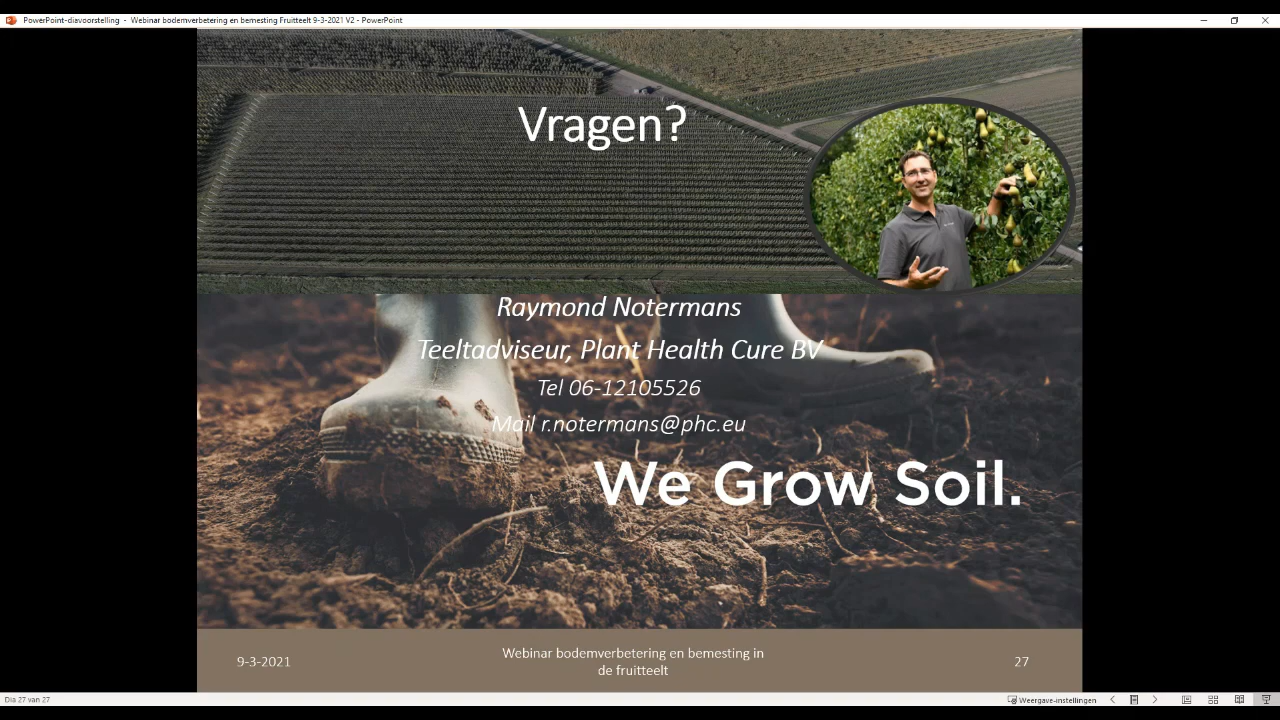 PowerPoint-diavoorstelling - Webinar bodemverbetering en bemesting Fruitteelt 9-3-2021 V2 - PowerPoint
Vragen?
Raymond Notermans
Teeltadviseur, Plant Health Cure BV
Tel 06-12105526
Mail r.notermans@phc.eu
We Grow Soil.
9-3-2021
Webinar bodemverbetering en bemesting in
de fruitteelt
27
Dia 27 van 27
Weergave-instellingen